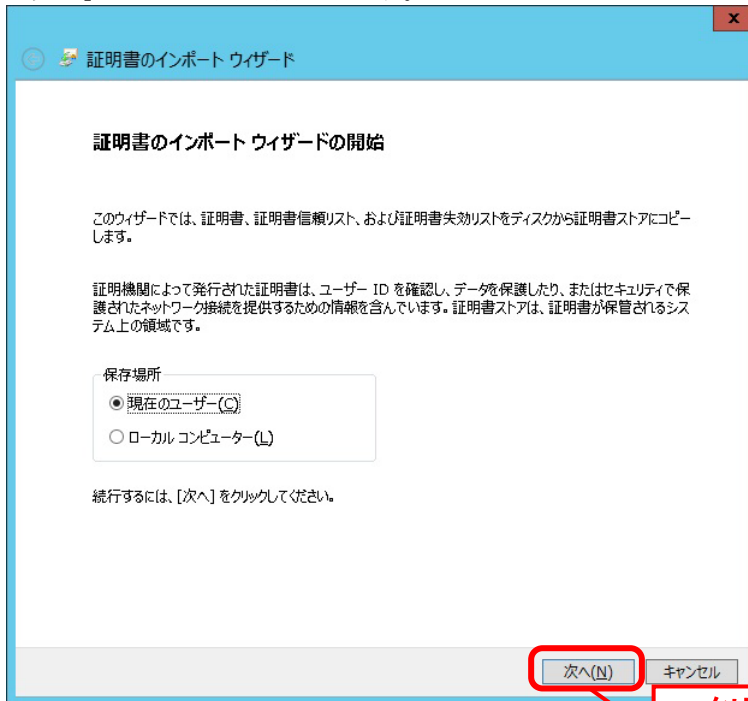 x
証明書のインポート ウィザード
証明書のインポート ウィザードの開始
このウィザードでは、証明書、証明書信頼リスト、および証明書失効リストをディスクから証明書ストアにコピー
します。
証明機関によって発行された証明書は、ユーザー ID を確認し、データを保護したり、またはセキュリティで保
護されたネットワーク接続を提供するための情報を含んでいます。証明書ストアは、証明書が保管されるシス
テム上の領域です。
保存場所
現在のユーザー(C)
ローカル コンピューター(L)
続行するには、[次へ] をクリックしてください。
次へ(N)
キャンセル